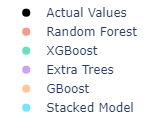 Actual Values
Random Forest
XGBoost
Extra Trees
GBoost
Stacked Model